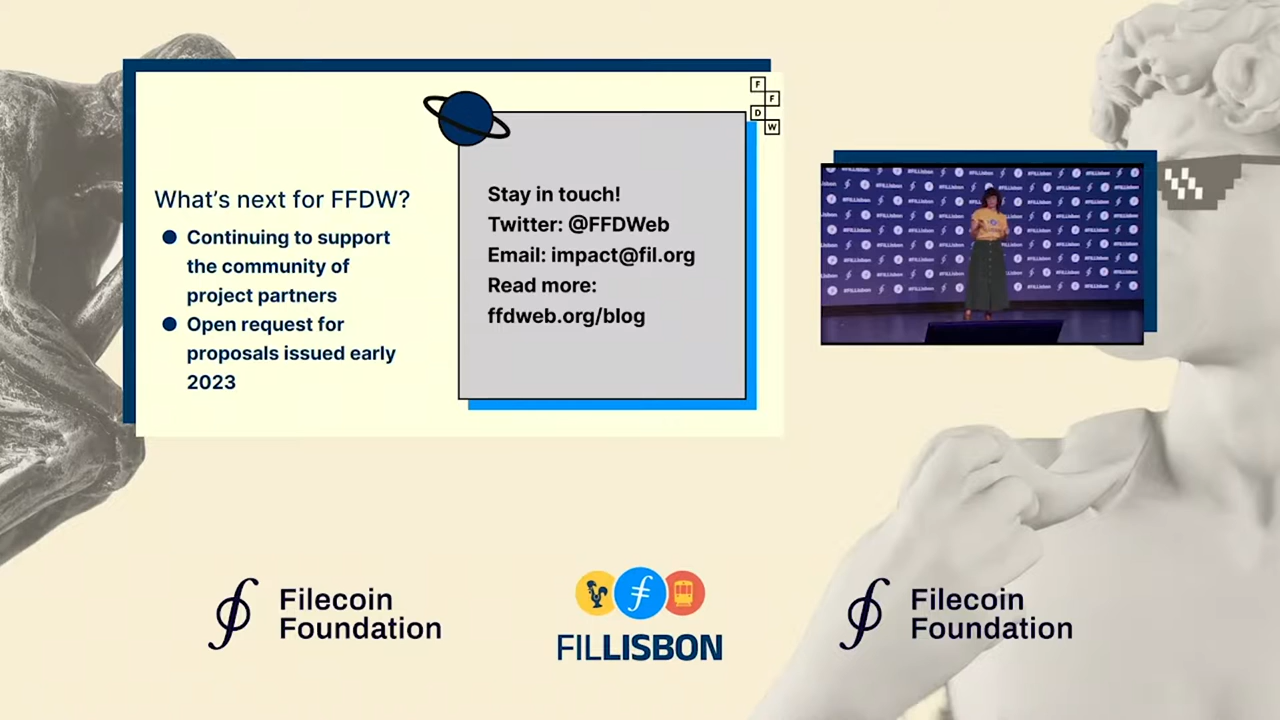 F
F
D
W
What's next for FFDW?
Continuing to support
the community of
project partners
Open request for
proposals issued early
2023
Stay in touch!
Twitter: @FFDWeb
Email: impact@fil.org
Read more:
ffdweb.org/blog
#FILLisbon
Filecoin
Foundation
FILLISBON
Filecoin
Foundation